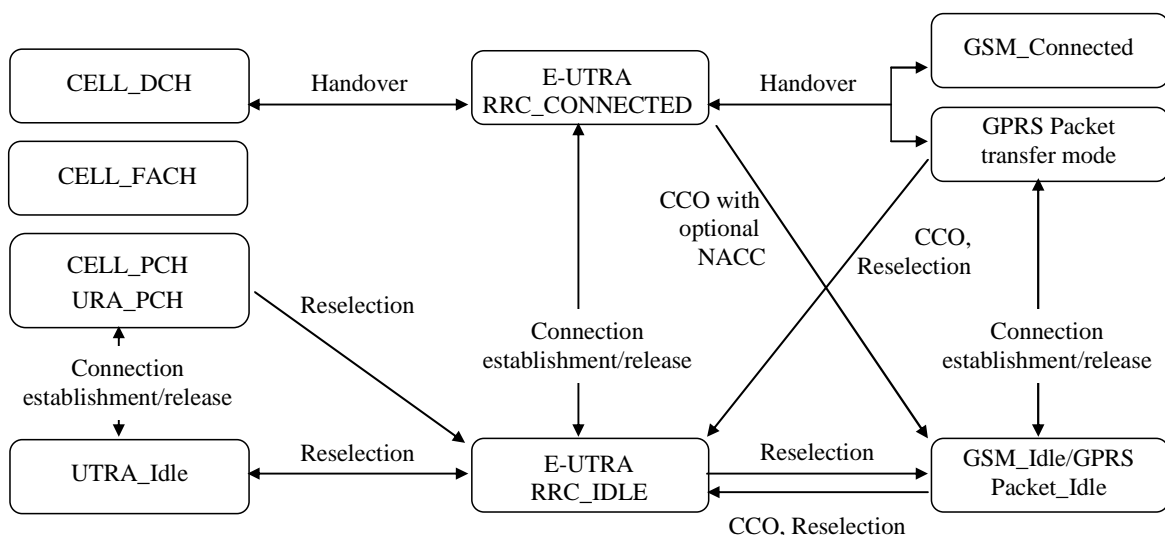 CELL_DCH
Handover
E-UTRA
RRC_CONNECTED
Handover
GSM_Connected
GPRS Packet
transfer mode
CELL_FACH
CCO with
optional
NACC
CCO,
Reselection
CELL_PCH
URA_PCH
Reselection
Connection
establishment/release
Connection
establishment/release
Connection
establishment/release
UTRA_Idle
Reselection
E-UTRA
RRC_IDLE
Reselection
GSM_Idle/GPRS
Packet_Idle
CCO, Reselection